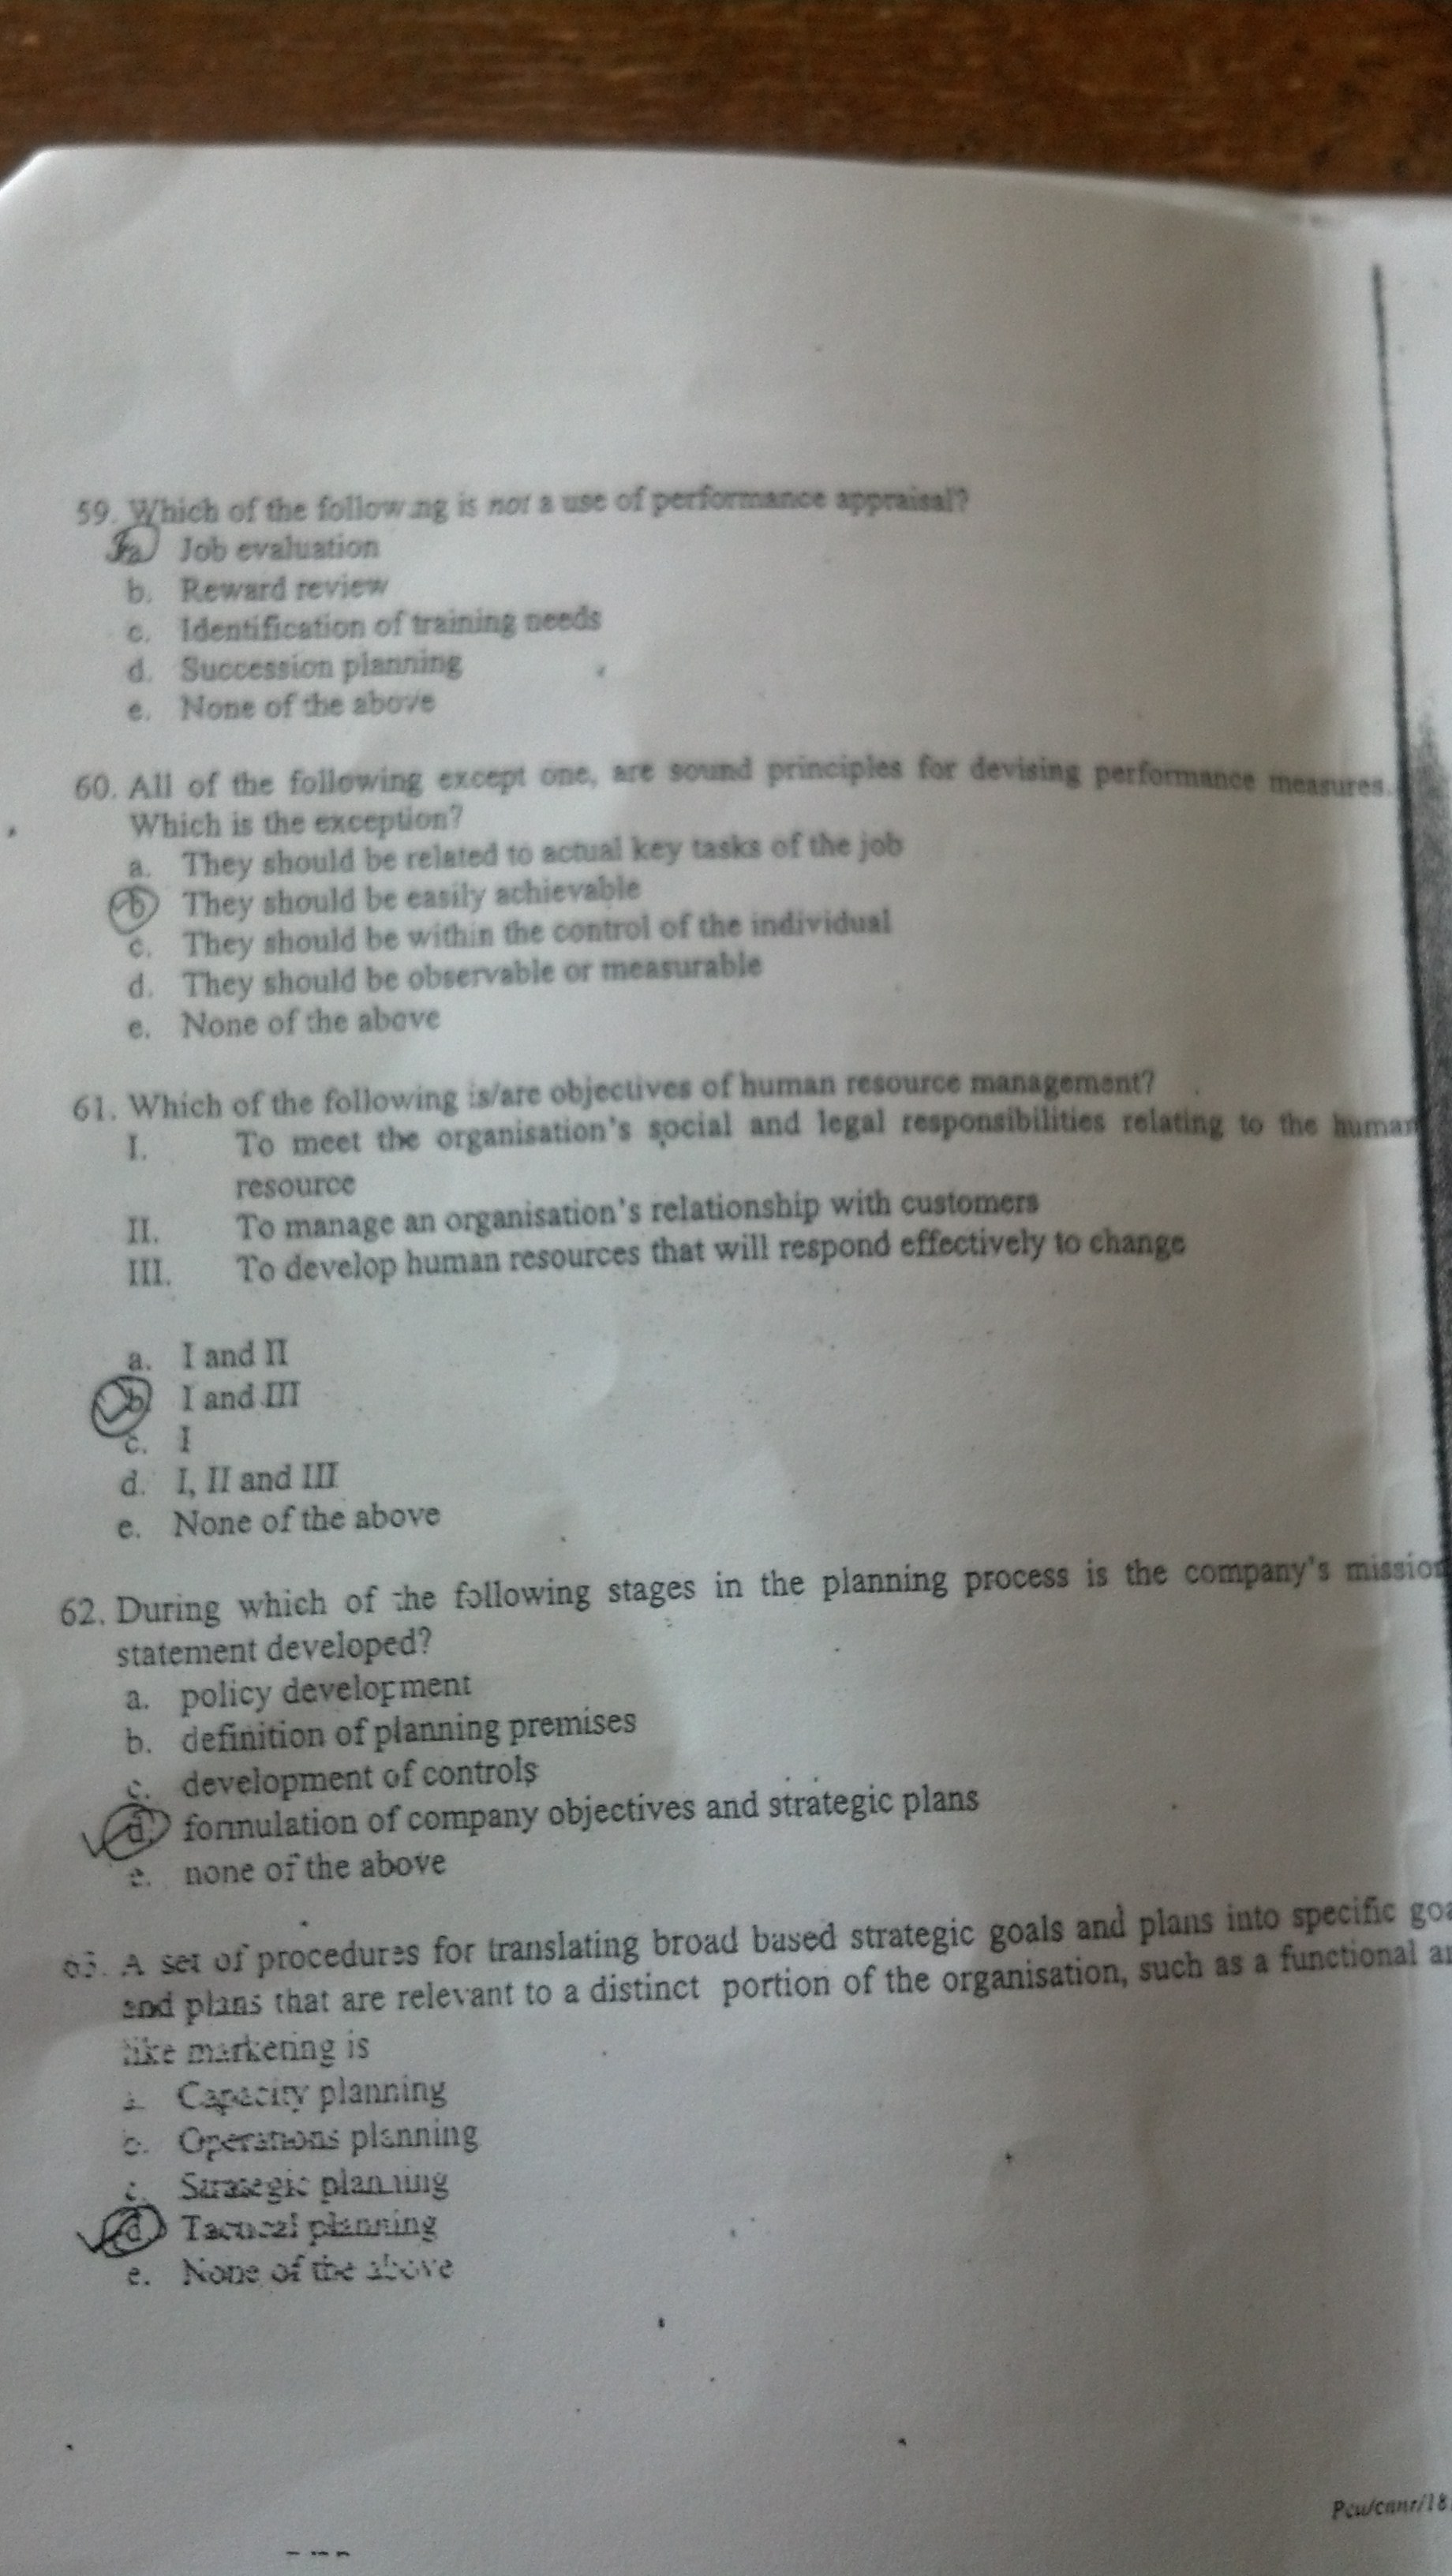 59. Which of the following is not a use of performance appraisal?
a. Job evaluation
b. Reward review
c. Identification of training needs
d. Succession planning
e. None of the above
60. All of the following except one, are sound principles for devising performance measures.
Which is the exception?
a. They should be related to actual key tasks of the job
b They should be easily achievable
c. They should be within the control of the individual
d. They should be observable or measurable
e. None of the above
61. Which of the following is/are objectives of human resource management?
I. To meet the organisation's social and legal responsibilities relating to the human
resource
II. To manage an organisation's relationship with customers
III. To develop human resources that will respond effectively to change
a. I and II
b. I and III
c. I
d. I, II and III
e. None of the above
62. During which of the following stages in the planning process is the company's mission
statement developed?
a. policy development
b. definition of planning premises
c. development of controls
d. formulation of company objectives and strategic plans
e. none of the above
63. A set of procedures for translating broad based strategic goals and plans into specific goa
and plans that are relevant to a distinct portion of the organisation, such as a functional ar
like marketing is
a. Capacity planning
b. Operations planning
c. Strategic planning
d. Tactical planning
e. None of the above